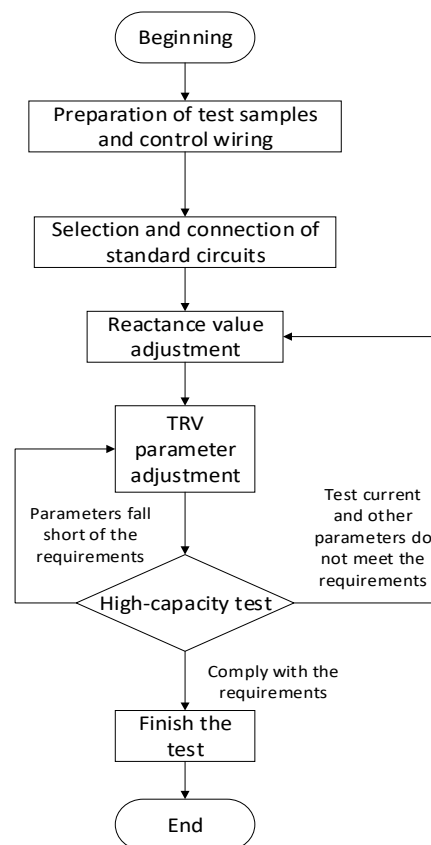 Beginning
Preparation of test samples
and control wiring
Selection and connection of
standard circuits
Reactance value
adjustment
TRV
parameter
adjustment
Parameters fall
short of the
requirements
Test current
and other
parameters do
not meet the
requirements
High-capacity test
Comply with the
requirements
Finish the
test
End